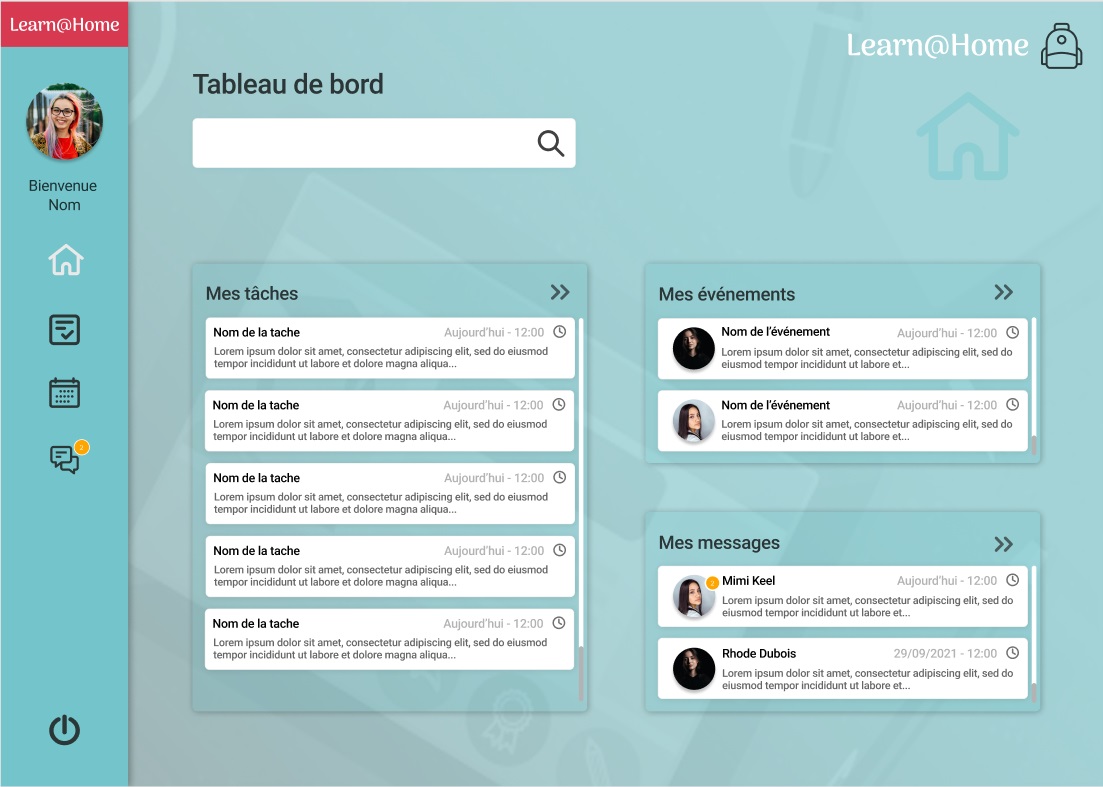 Learn@Home
Learn@Home
Tableau de bord
Bienvenue
Nom
2
Mes tâches
Nom de la tache
Aujourd'hui - 12:00
Lorem ipsum dolor sit amet, consectetur adipiscing elit, sed do eiusmod
tempor incididunt ut labore et dolore magna aliqua...
Nom de la tache
Aujourd'hui - 12:00
Lorem ipsum dolor sit amet, consectetur adipiscing elit, sed do eiusmod
tempor incididunt ut labore et dolore magna aliqua...
Nom de la tache
Aujourd'hui - 12:00
Lorem ipsum dolor sit amet, consectetur adipiscing elit, sed do eiusmod
tempor incididunt ut labore et dolore magna aliqua...
Nom de la tache
Aujourd'hui - 12:00
Lorem ipsum dolor sit amet, consectetur adipiscing elit, sed do eiusmod
tempor incididunt ut labore et dolore magna aliqua...
Nom de la tache
Aujourd'hui - 12:00
Lorem ipsum dolor sit amet, consectetur adipiscing elit, sed do eiusmod
tempor incididunt ut labore et dolore magna aliqua...
Mes événements
Nom de l'événement
Aujourd'hui - 12:00
Lorem ipsum dolor sit amet, consectetur adipiscing elit, sed do
eiusmod tempor incididunt ut labore et...
Nom de l'événement
Aujourd'hui - 12:00
Lorem ipsum dolor sit amet, consectetur adipiscing elit, sed do
eiusmod tempor incididunt ut labore et...
Mes messages
2
Mimi Keel
Aujourd'hui - 12:00
Lorem ipsum dolor sit amet, consectetur adipiscing elit, sed do
eiusmod tempor incididunt ut labore et...
Rhode Dubois
29/09/2021 - 12:00
Lorem ipsum dolor sit amet, consectetur adipiscing elit, sed do
eiusmod tempor incididunt ut labore et...